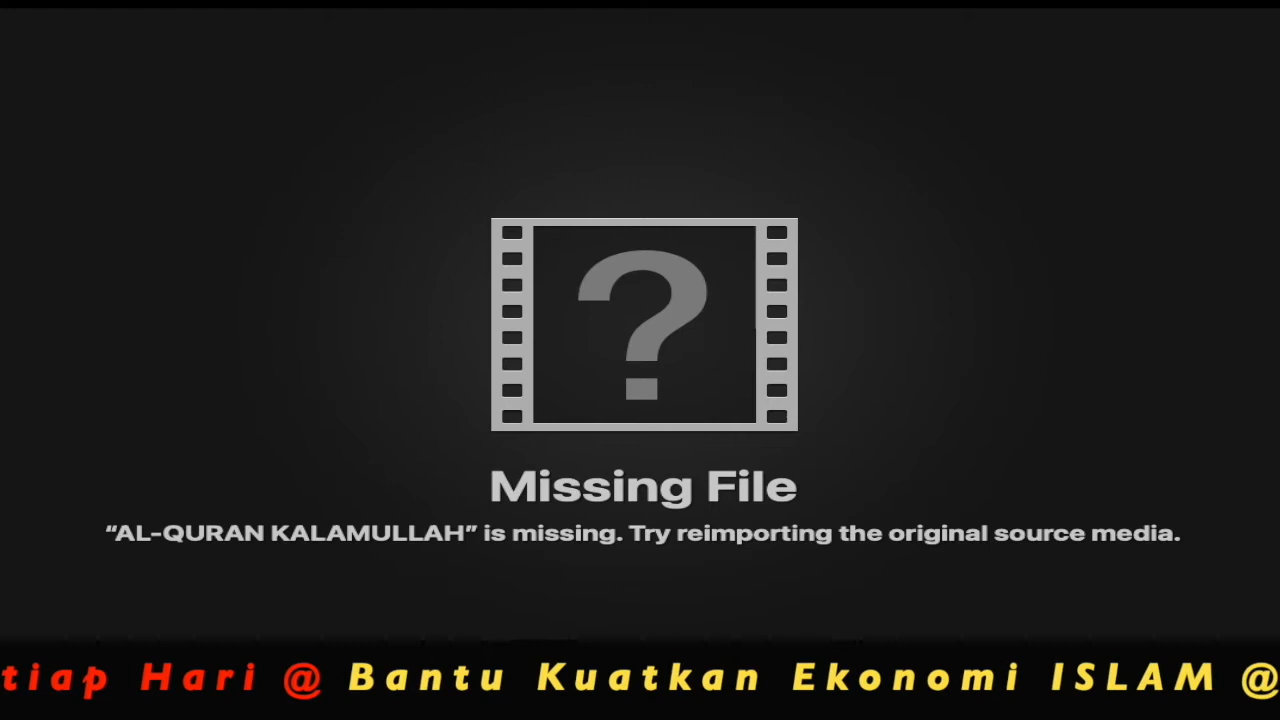 ?
Missing File
“AL-QURAN KALAMULLAH” is missing. Try reimporting the original source media.
tiap Hari @ Bantu Kuatkan Ekonomi ISLAM @